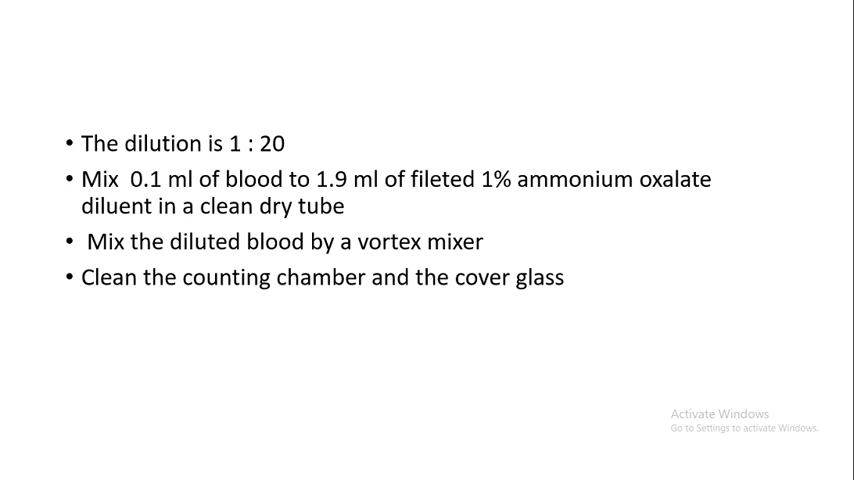 • The dilution is 1 : 20
• Mix  0.1 ml of blood to 1.9 ml of fileted 1% ammonium oxalate
diluent in a clean dry tube
•  Mix the diluted blood by a vortex mixer
• Clean the counting chamber and the cover glass
Activate Windows
Go to Settings to activate Windows.